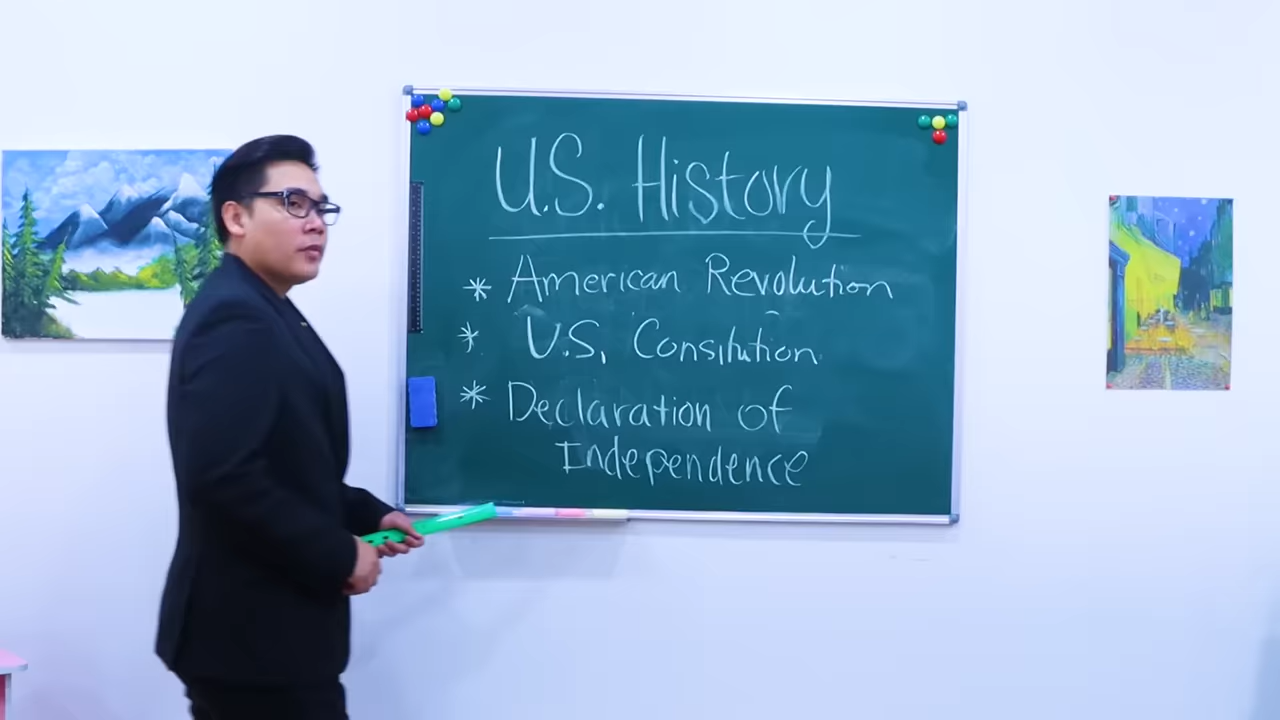 U.S. History
* American Revolution
* U.S. Consitution
* Declaration of
Independence